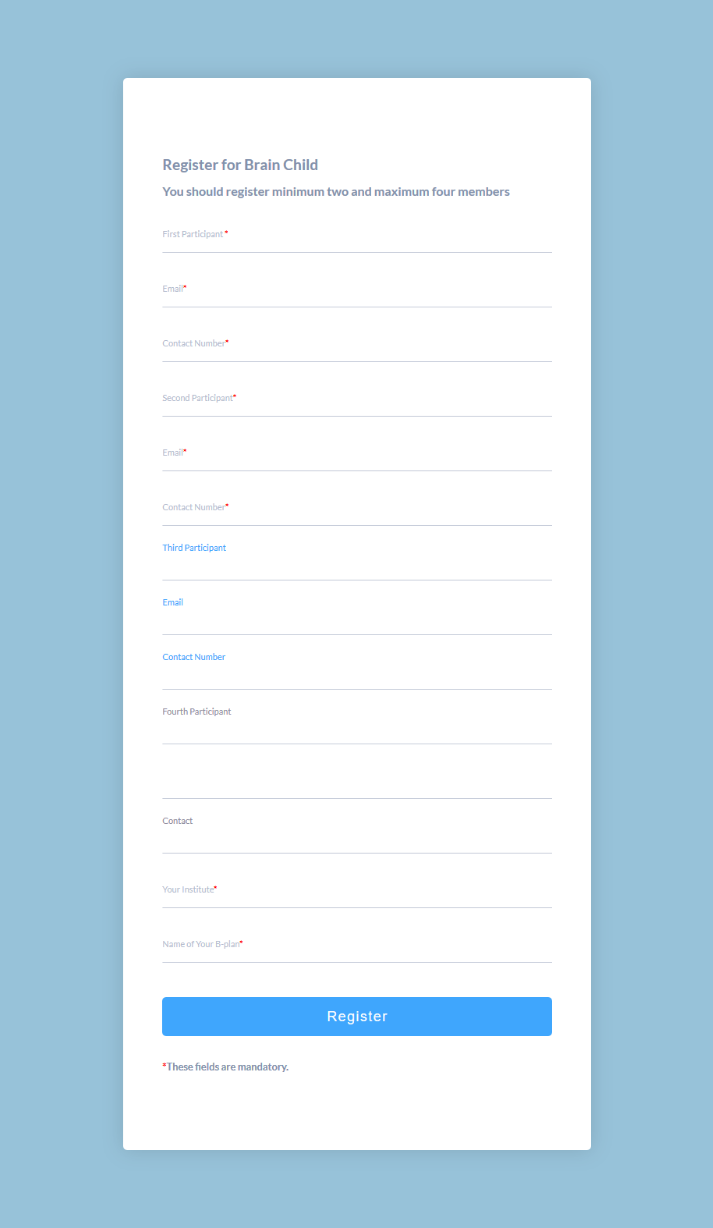 Register for Brain Child
You should register minimum two and maximum four members
First Participant *
Email*
Contact Number*
Second Participant*
Email*
Contact Number*
Third Participant
Email
Contact Number
Fourth Participant
Contact
Your Institute*
Name of Your B-plan*
Register
*These fields are mandatory.